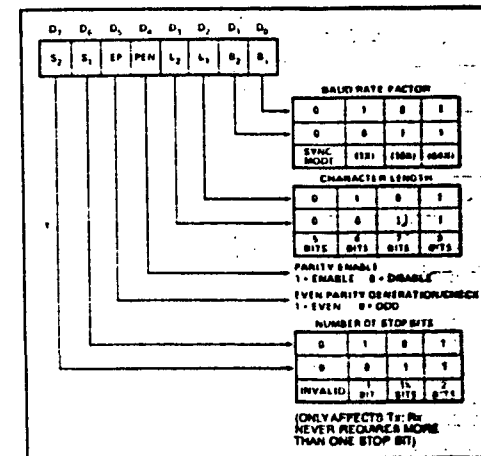 D7 D6 D5 D4 D3 D2 D1 D0
S2 S1 EP PEN L2 L1 B2 B1
BAUD RATE FACTOR
0 1 0 1
0 0 1 1
SYNC MODE (1X) (16X) (64X)
CHARACTER LENGTH
0 1 0 1
0 0 1 1
5 BITS 6 BITS 7 BITS 8 BITS
PARITY ENABLE
1 = ENABLE 0 = DISABLE
EVEN PARITY GENERATION/CHECK
1 = EVEN 0 = ODD
NUMBER OF STOP BITS
0 1 0 1
0 0 1 1
INVALID 1 BIT 1½ BITS 2 BITS
(ONLY AFFECTS Tx; Rx
NEVER REQUIRES MORE
THAN ONE STOP BIT)